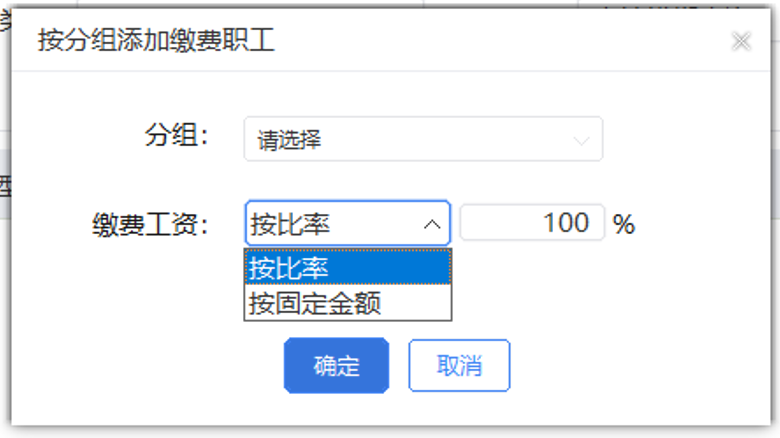 按分组添加缴费职工
分组：
请选择
缴费工资：
按比率
100 %
按比率
按固定金额
确定
取消